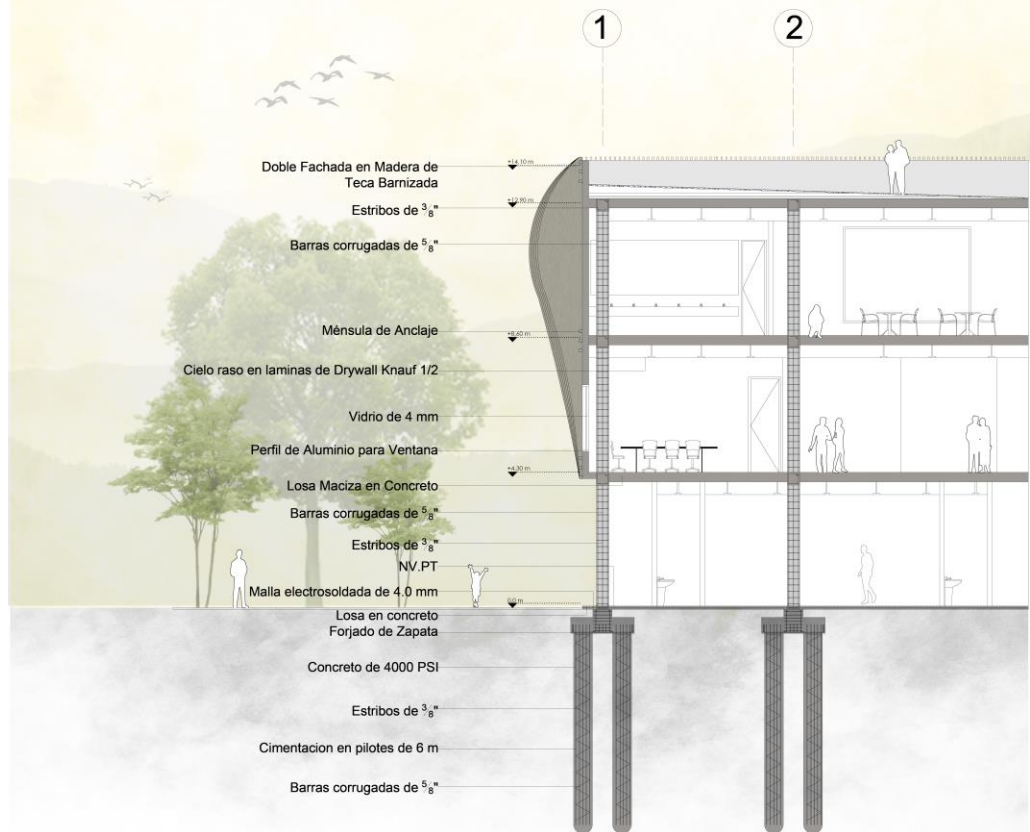 1
2
Doble Fachada en Madera de
Teca Barnizada
+14,10 m
Estribos de 3/8"
+12,90 m
Barras corrugadas de 5/8"
Ménsula de Anclaje
+8,60 m
Cielo raso en laminas de Drywall Knauf 1/2
Vidrio de 4 mm
Perfil de Aluminio para Ventana
+4,30 m
Losa Maciza en Concreto
Barras corrugadas de 5/8"
Estribos de 3/8"
NV.PT
Malla electrosoldada de 4.0 mm
0,0 m
Losa en concreto
Forjado de Zapata
Concreto de 4000 PSI
Estribos de 3/8"
Cimentacion en pilotes de 6 m
Barras corrugadas de 5/8"